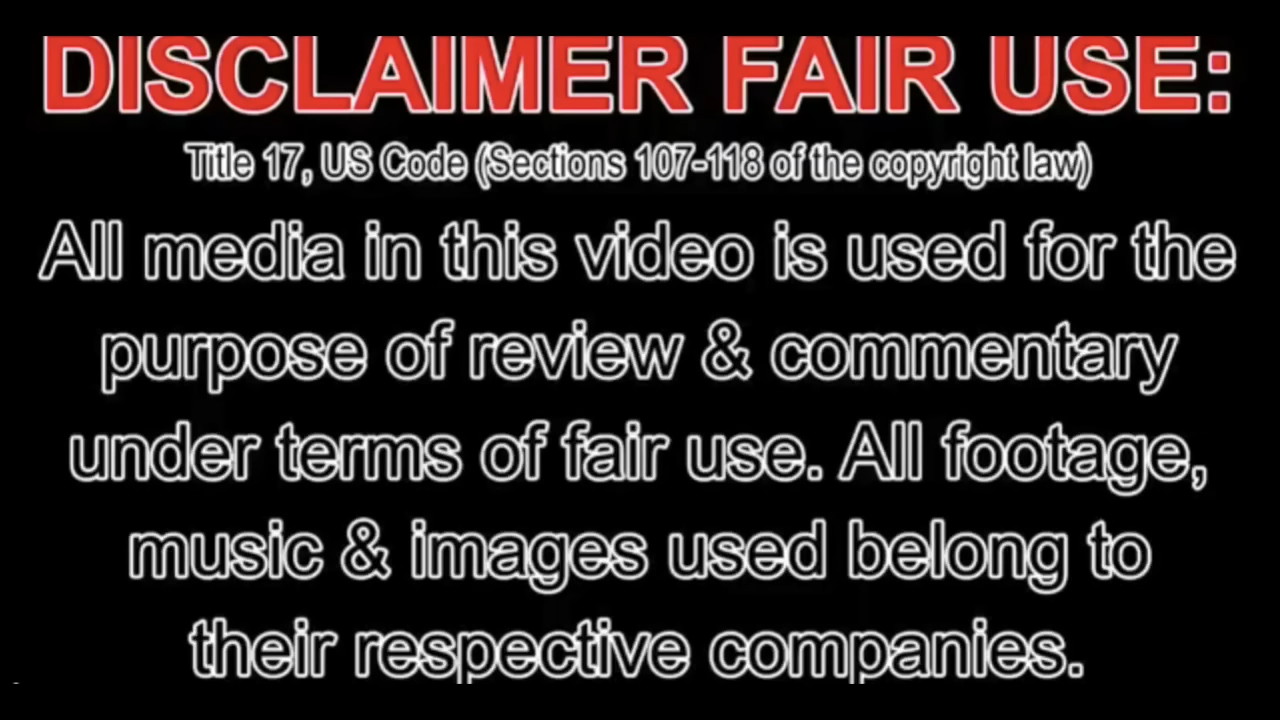 DISCLAIMER FAIR USE:
Title 17, US Code (Sections 107-118 of the copyright law)
All media in this video is used for the
purpose of review & commentary
under terms of fair use. All footage,
music & images used belong to
their respective companies.